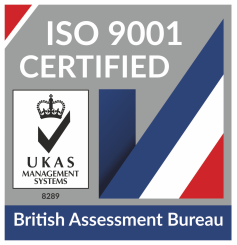 ISO 9001
CERTIFIED
UKAS
MANAGEMENT
SYSTEMS
8289
British Assessment Bureau